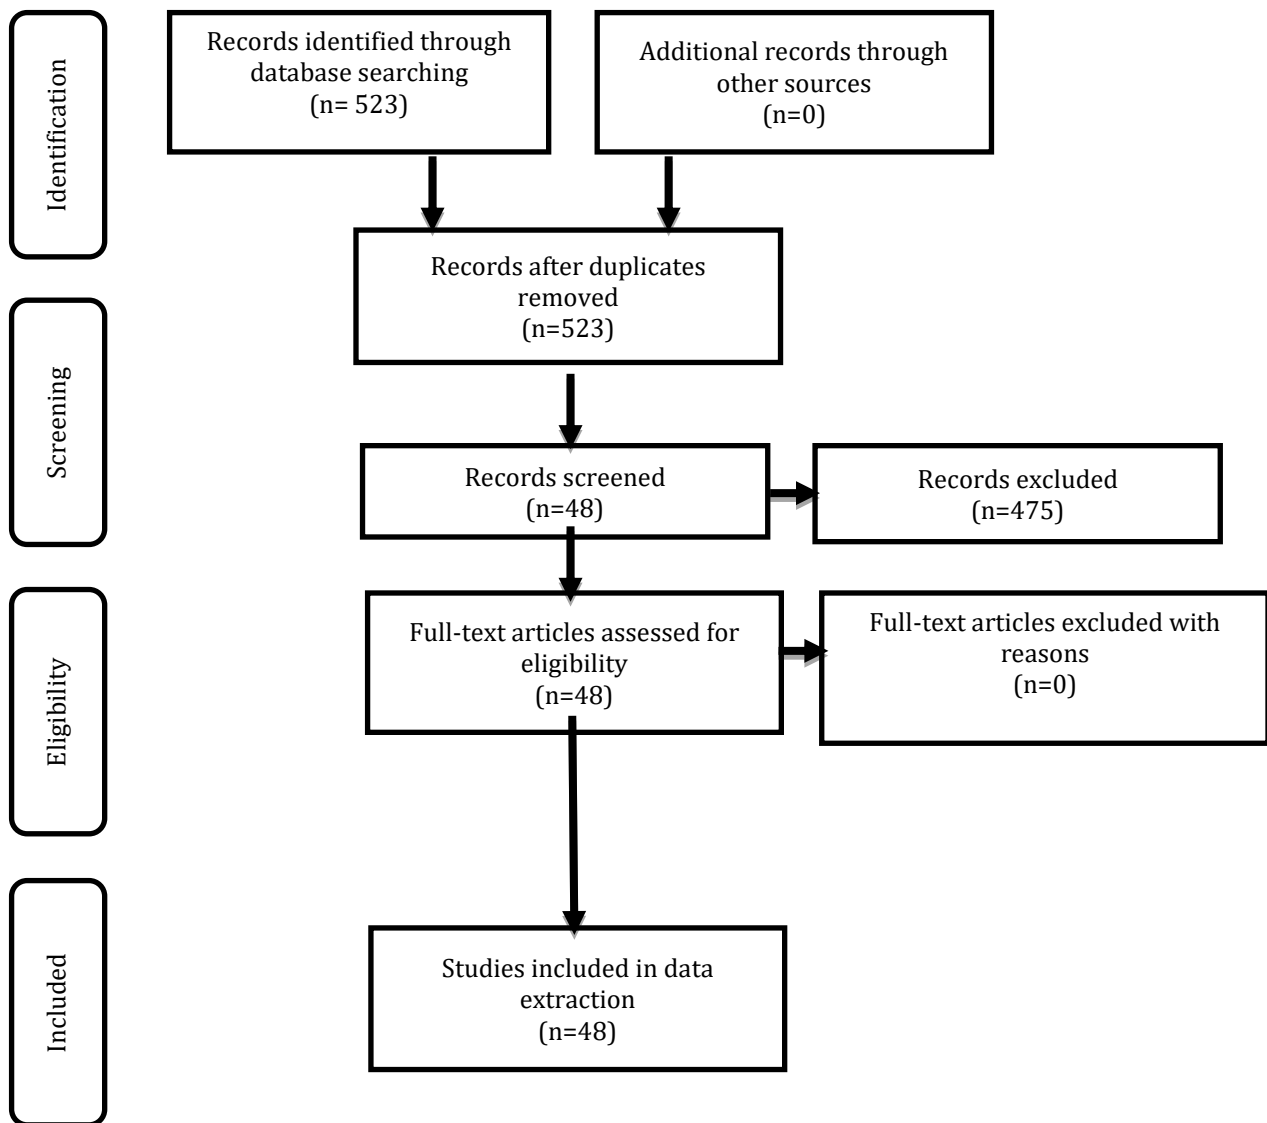 Identification
Records identified through
database searching
(n= 523)
Additional records through
other sources
(n=0)
Records after duplicates
removed
(n=523)
Screening
Records screened
(n=48)
Records excluded
(n=475)
Eligibility
Full-text articles assessed for
eligibility
(n=48)
Full-text articles excluded with
reasons
(n=0)
Included
Studies included in data
extraction
(n=48)